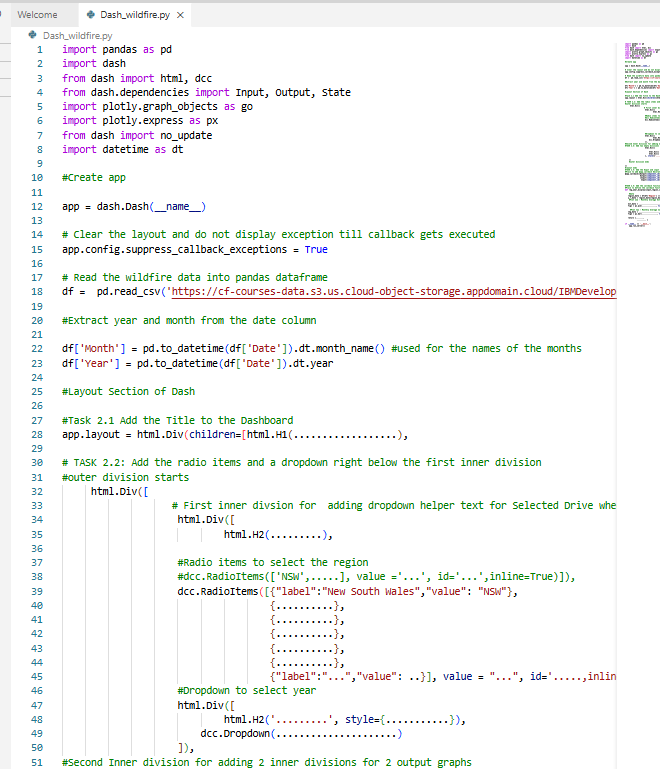 Welcome
Dash_wildfire.py ×
Dash_wildfire.py
1 import pandas as pd
2 import dash
3 from dash import html, dcc
4 from dash.dependencies import Input, Output, State
5 import plotly.graph_objects as go
6 import plotly.express as px
7 from dash import no_update
8 import datetime as dt
9
10 #Create app
11
12 app = dash.Dash(__name__)
13
14 # Clear the layout and do not display exception till callback gets executed
15 app.config.suppress_callback_exceptions = True
16
17 # Read the wildfire data into pandas dataframe
18 df =  pd.read_csv('https://cf-courses-data.s3.us.cloud-object-storage.appdomain.cloud/IBMDevelop
19
20 #Extract year and month from the date column
21
22 df['Month'] = pd.to_datetime(df['Date']).dt.month_name() #used for the names of the months
23 df['Year'] = pd.to_datetime(df['Date']).dt.year
24
25 #Layout Section of Dash
26
27 #Task 2.1 Add the Title to the Dashboard
28 app.layout = html.Div(children=[html.H1(..................),
29
30 # TASK 2.2: Add the radio items and a dropdown right below the first inner division
31 #outer division starts
32 html.Div([
33 # First inner divsion for  adding dropdown helper text for Selected Drive whe
34 html.Div([
35 html.H2(.........),
36
37 #Radio items to select the region
38 #dcc.RadioItems(['NSW',.....], value ='...', id='...',inline=True)]),
39 dcc.RadioItems([{"label":"New South Wales","value": "NSW"},
40 {..........},
41 {..........},
42 {..........},
43 {..........},
44 {..........},
45 {"label":"...","value": ..}], value = "...", id='.....,inlin
46 #Dropdown to select year
47 html.Div([
48 html.H2('.........', style={...........}),
49 dcc.Dropdown(.....................)
50 ]),
51 #Second Inner division for adding 2 inner divisions for 2 output graphs